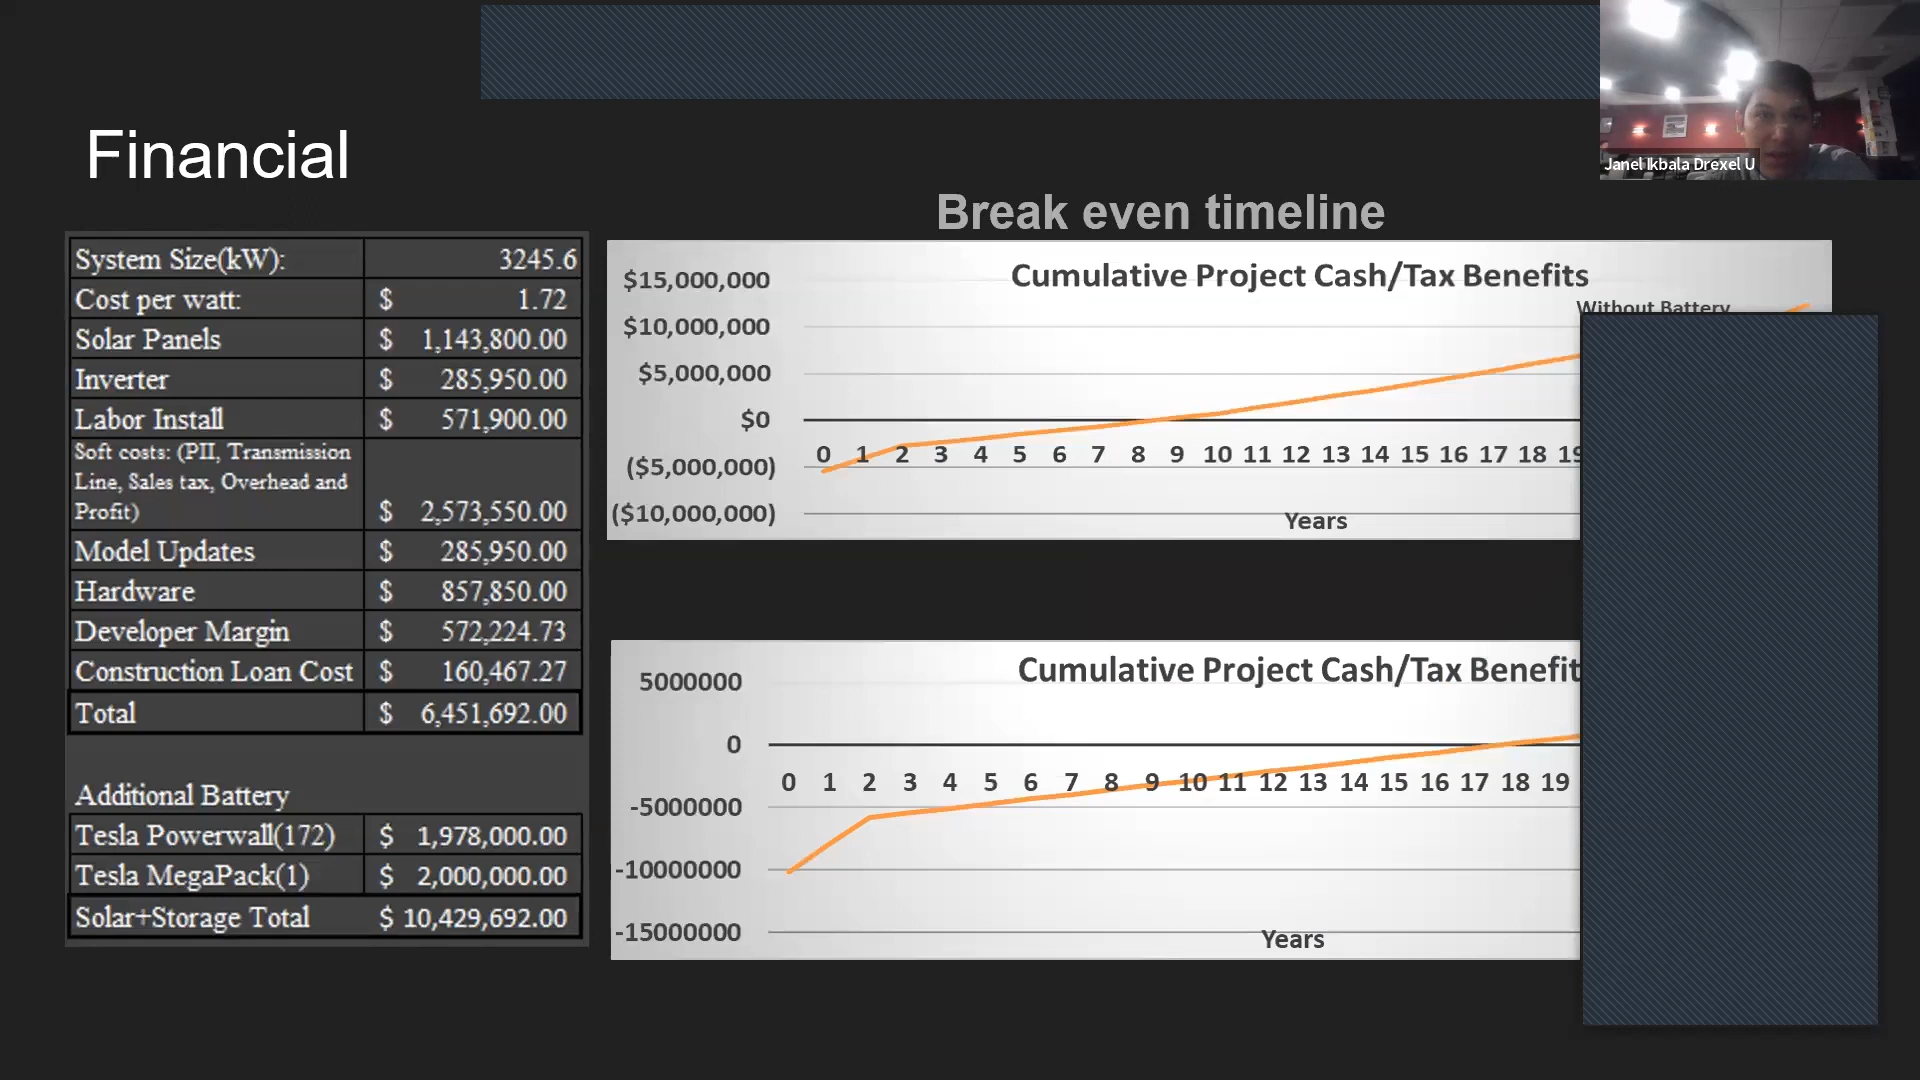 Janel Ikbala Drexel U
Financial
Break even timeline
System Size(kW): 3245.6
Cost per watt: $ 1.72
Solar Panels $ 1,143,800.00
Inverter $ 285,950.00
Labor Install $ 571,900.00
Soft costs: (PII, Transmission
Line, Sales tax, Overhead and
Profit) $ 2,573,550.00
Model Updates $ 285,950.00
Hardware $ 857,850.00
Developer Margin $ 572,224.73
Construction Loan Cost $ 160,467.27
Total $ 6,451,692.00
Additional Battery
Tesla Powerwall(172) $ 1,978,000.00
Tesla MegaPack(1) $ 2,000,000.00
Solar+Storage Total $ 10,429,692.00
Cumulative Project Cash/Tax Benefits
Without Battery
$15,000,000
$10,000,000
$5,000,000
$0
($5,000,000)
($10,000,000)
0 1 2 3 4 5 6 7 8 9 10 11 12 13 14 15 16 17 18 19
Years
Cumulative Project Cash/Tax Benefit
5000000
0
-5000000
-10000000
-15000000
0 1 2 3 4 5 6 7 8 9 10 11 12 13 14 15 16 17 18 19
Years